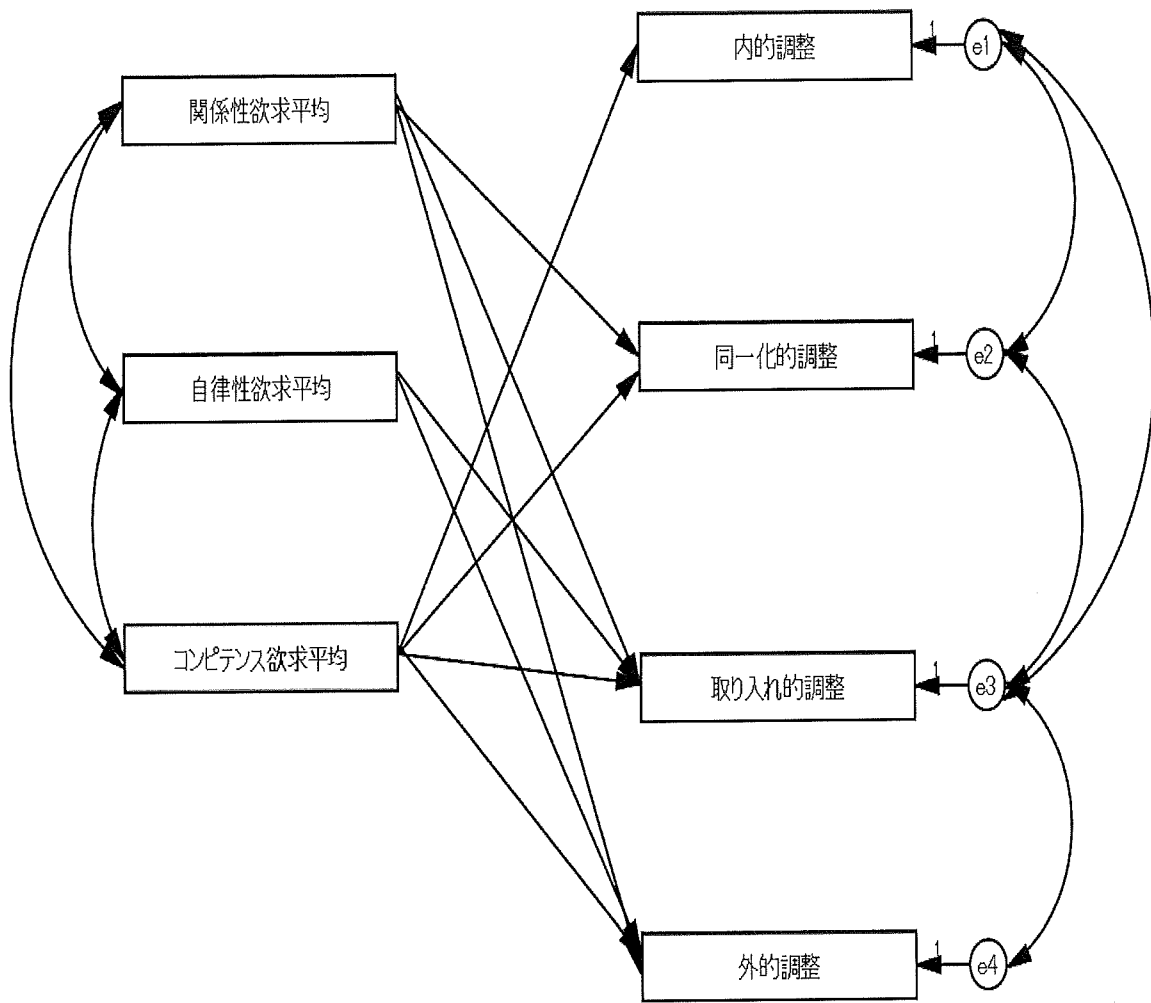 内的調整
1
e1
関係性欲求平均
同一化的調整
1
e2
自律性欲求平均
コンピテンス欲求平均
取り入れ的調整
1
e3
外的調整
1
e4